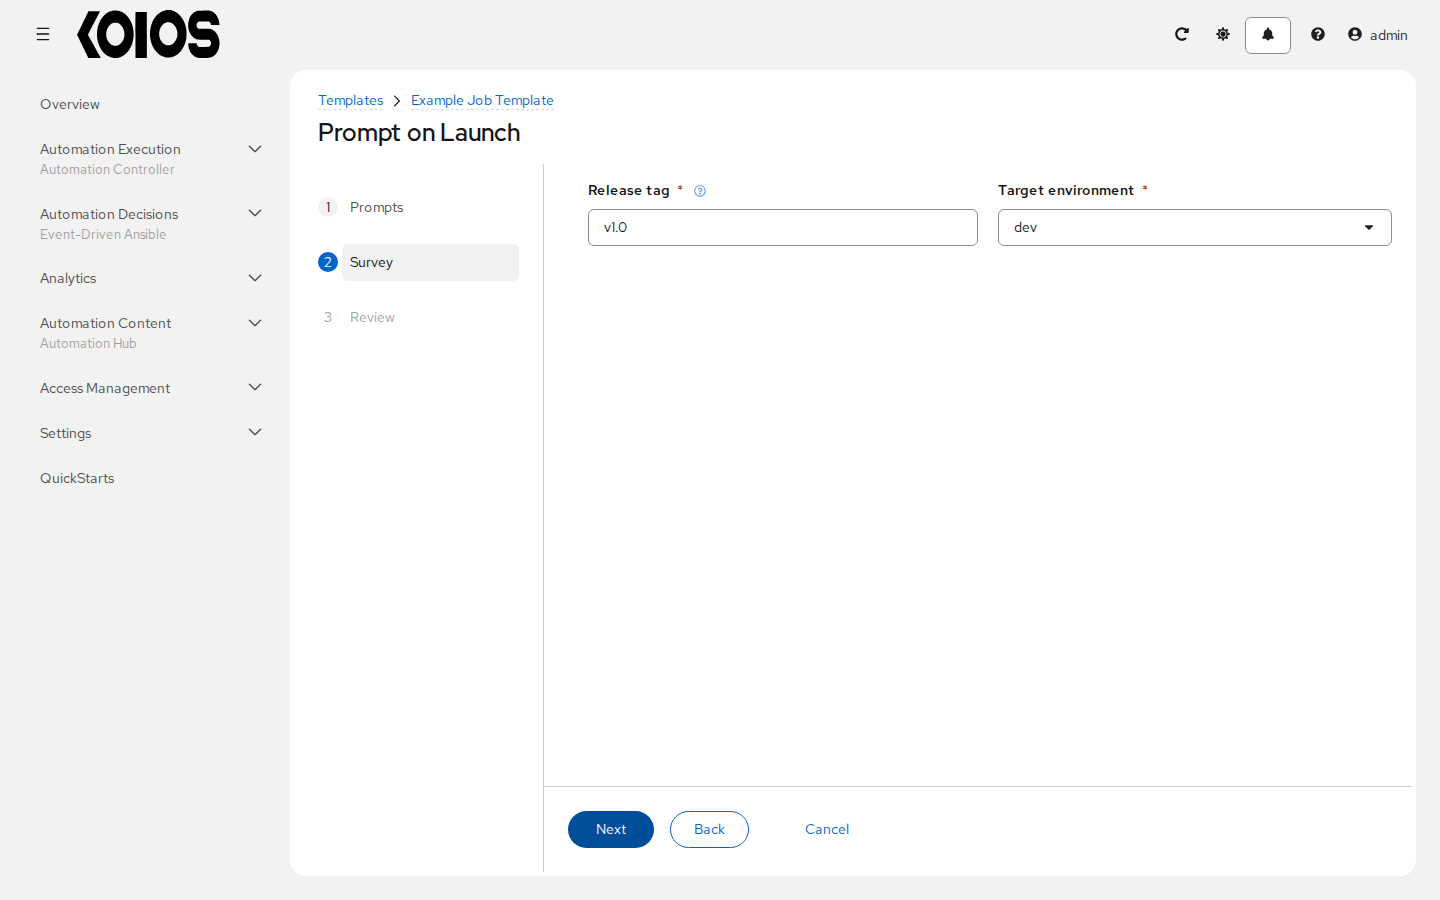 KOIOS
admin
Overview
Automation Execution
Automation Controller
Automation Decisions
Event-Driven Ansible
Analytics
Automation Content
Automation Hub
Access Management
Settings
QuickStarts
Templates
Example Job Template
Prompt on Launch
1 Prompts
2 Survey
3 Review
Release tag *
v1.0
Target environment *
dev
Next
Back
Cancel